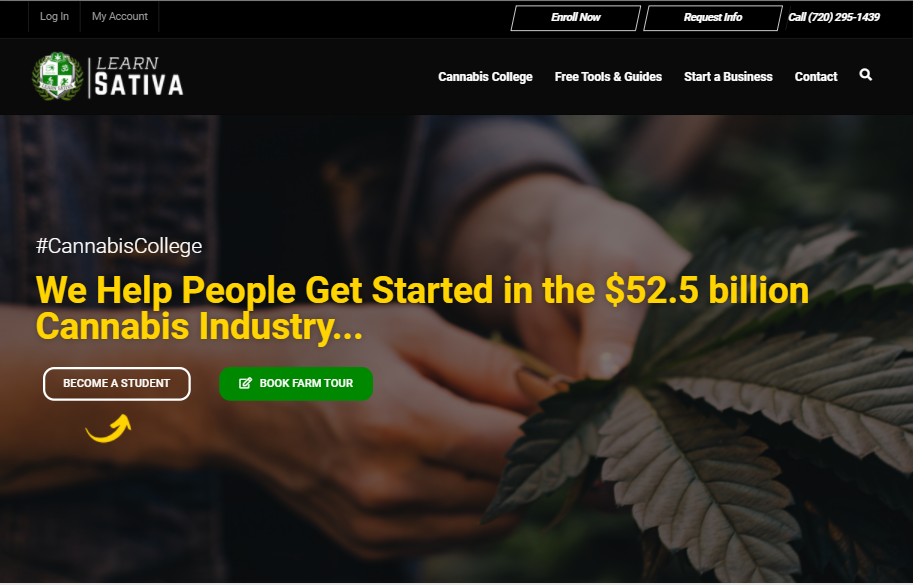 Log In
My Account
Enroll Now
Request Info
Call (720) 295-1439
LEARN
SATIVA
Cannabis College
Free Tools & Guides
Start a Business
Contact
#CannabisCollege
We Help People Get Started in the $52.5 billion
Cannabis Industry...
BECOME A STUDENT
BOOK FARM TOUR